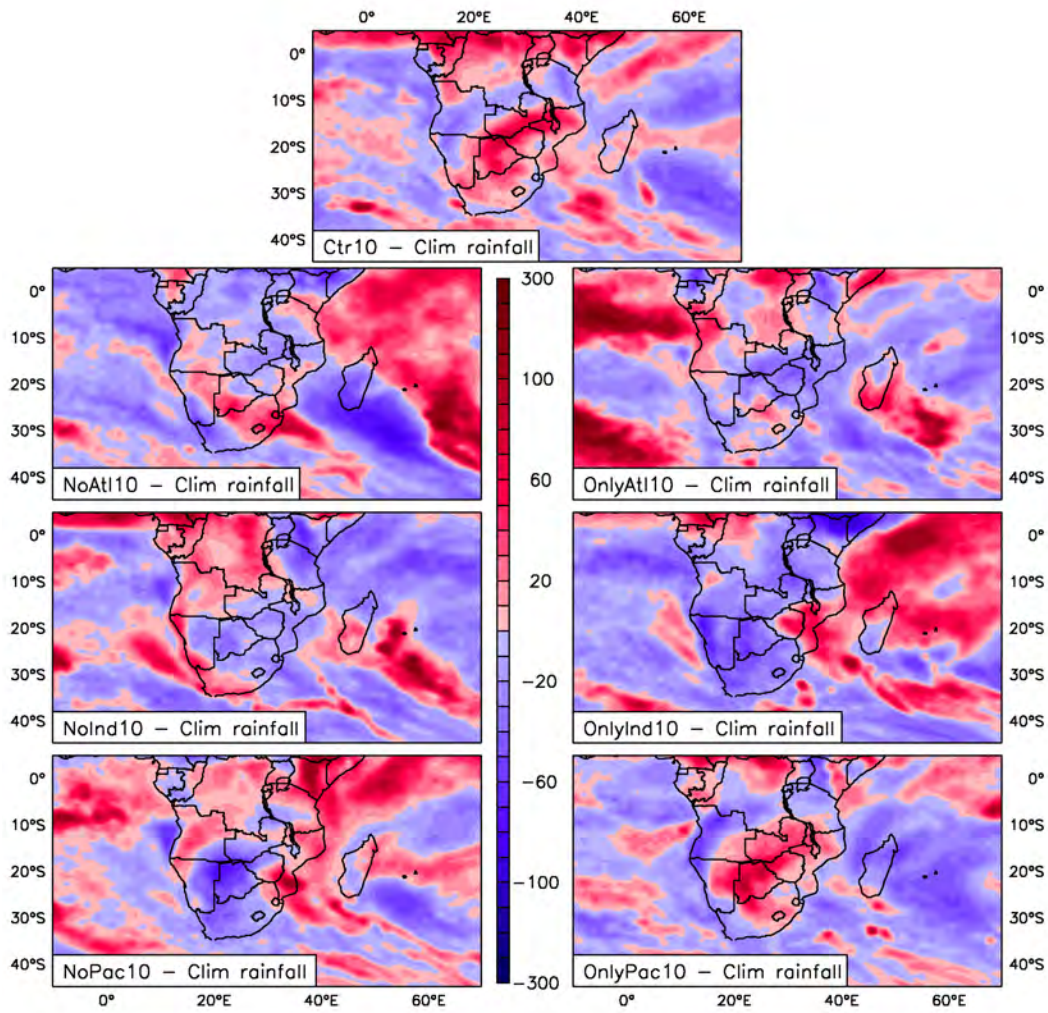 0° 20°E 40°E 60°E
0°
10°S
20°S
30°S
40°S
Ctr10 – Clim rainfall
0°
10°S
20°S
30°S
40°S
NoAtl10 – Clim rainfall
300
100
60
20
−20
−60
−100
−300
0°
10°S
20°S
30°S
40°S
OnlyAtl10 – Clim rainfall
0°
10°S
20°S
30°S
40°S
NoInd10 – Clim rainfall
0°
10°S
20°S
30°S
40°S
OnlyInd10 – Clim rainfall
0°
10°S
20°S
30°S
40°S
NoPac10 – Clim rainfall
0°
10°S
20°S
30°S
40°S
OnlyPac10 – Clim rainfall
0° 20°E 40°E 60°E
0° 20°E 40°E 60°E